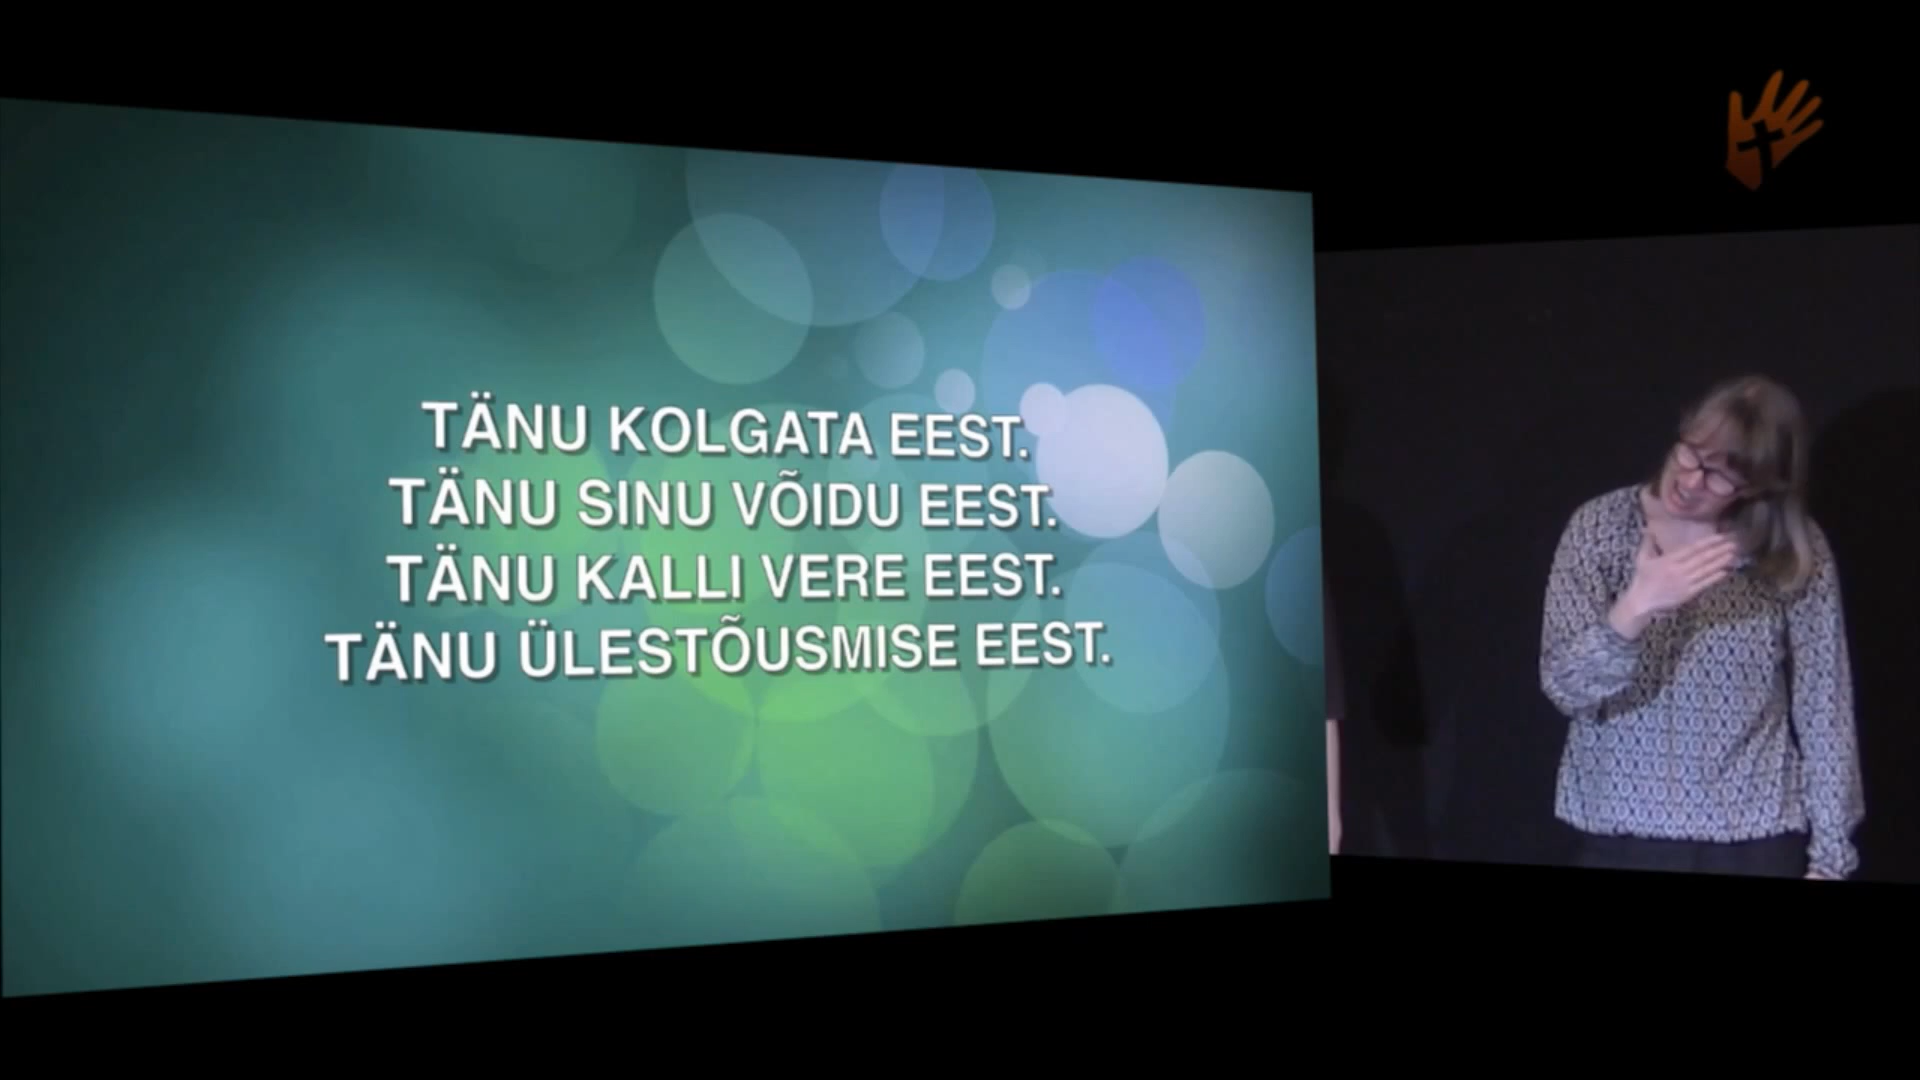 TÄNU KOLGATA EEST.
TÄNU SINU VÕIDU EEST.
TÄNU KALLI VERE EEST.
TÄNU ÜLESTÕUSMISE EEST.